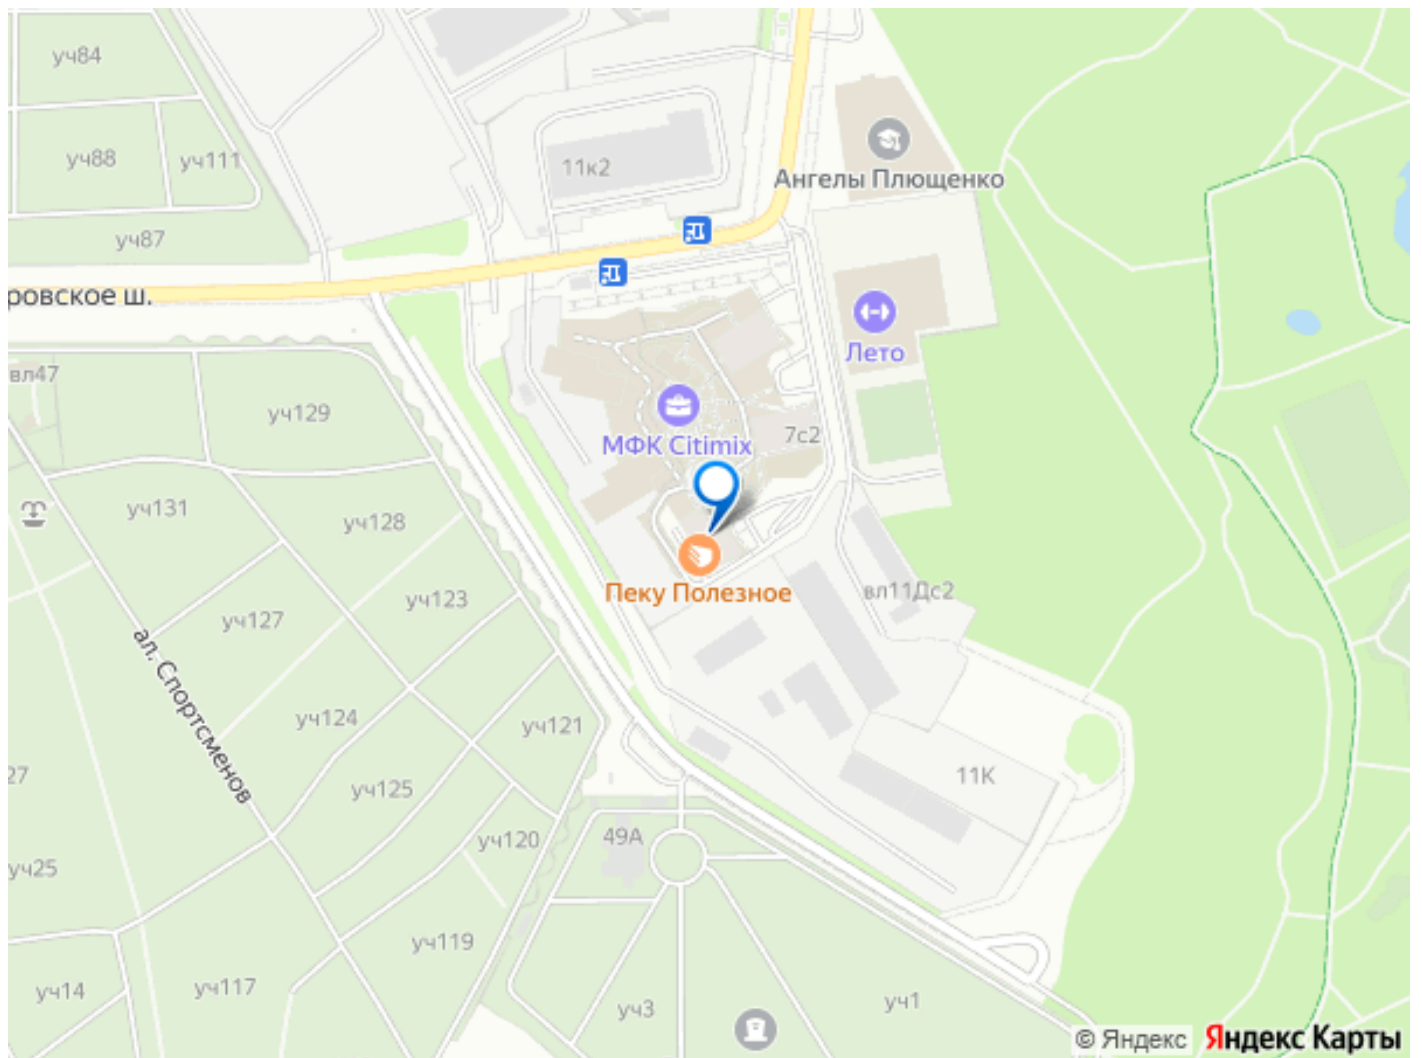 уч84
уч88
уч111
11к2
Ангелы Плющенко
уч87
ровское ш.
Лето
вл47
уч129
МФК Citimix
7с2
уч131
уч128
Пеку Полезное
вл11Дс2
уч123
уч127
ал. Спортсменов
уч124
уч121
27
уч125
11К
49А
уч120
уч25
уч119
уч14
уч117
уч3
уч1
© Яндекс Яндекс Карты